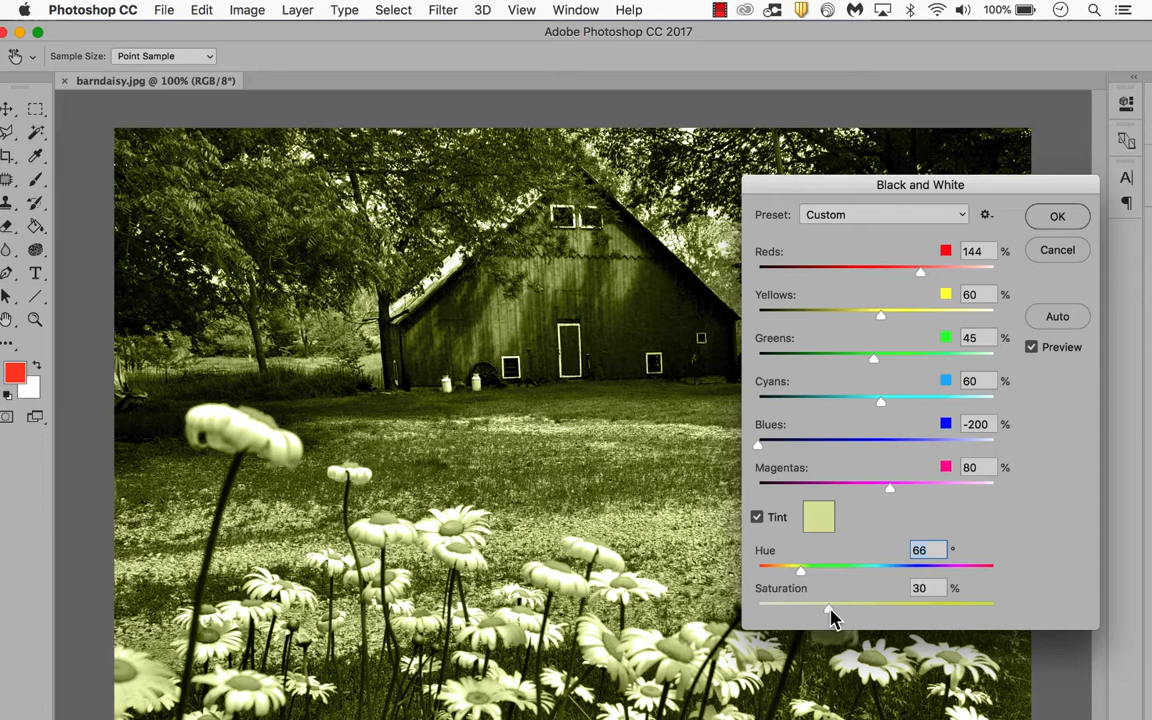 Photoshop CC File Edit Image Layer Type Select Filter 3D View Window Help 100%
Adobe Photoshop CC 2017
Sample Size: Point Sample
× barndaisy.jpg @ 100% (RGB/8*)
Black and White
Preset: Custom OK
Reds: 144 % Cancel
Yellows: 60 %
Auto
Greens: 45 % Preview
Cyans: 60 %
Blues: -200 %
Magentas: 80 %
Tint
Hue 66 °
Saturation 30 %